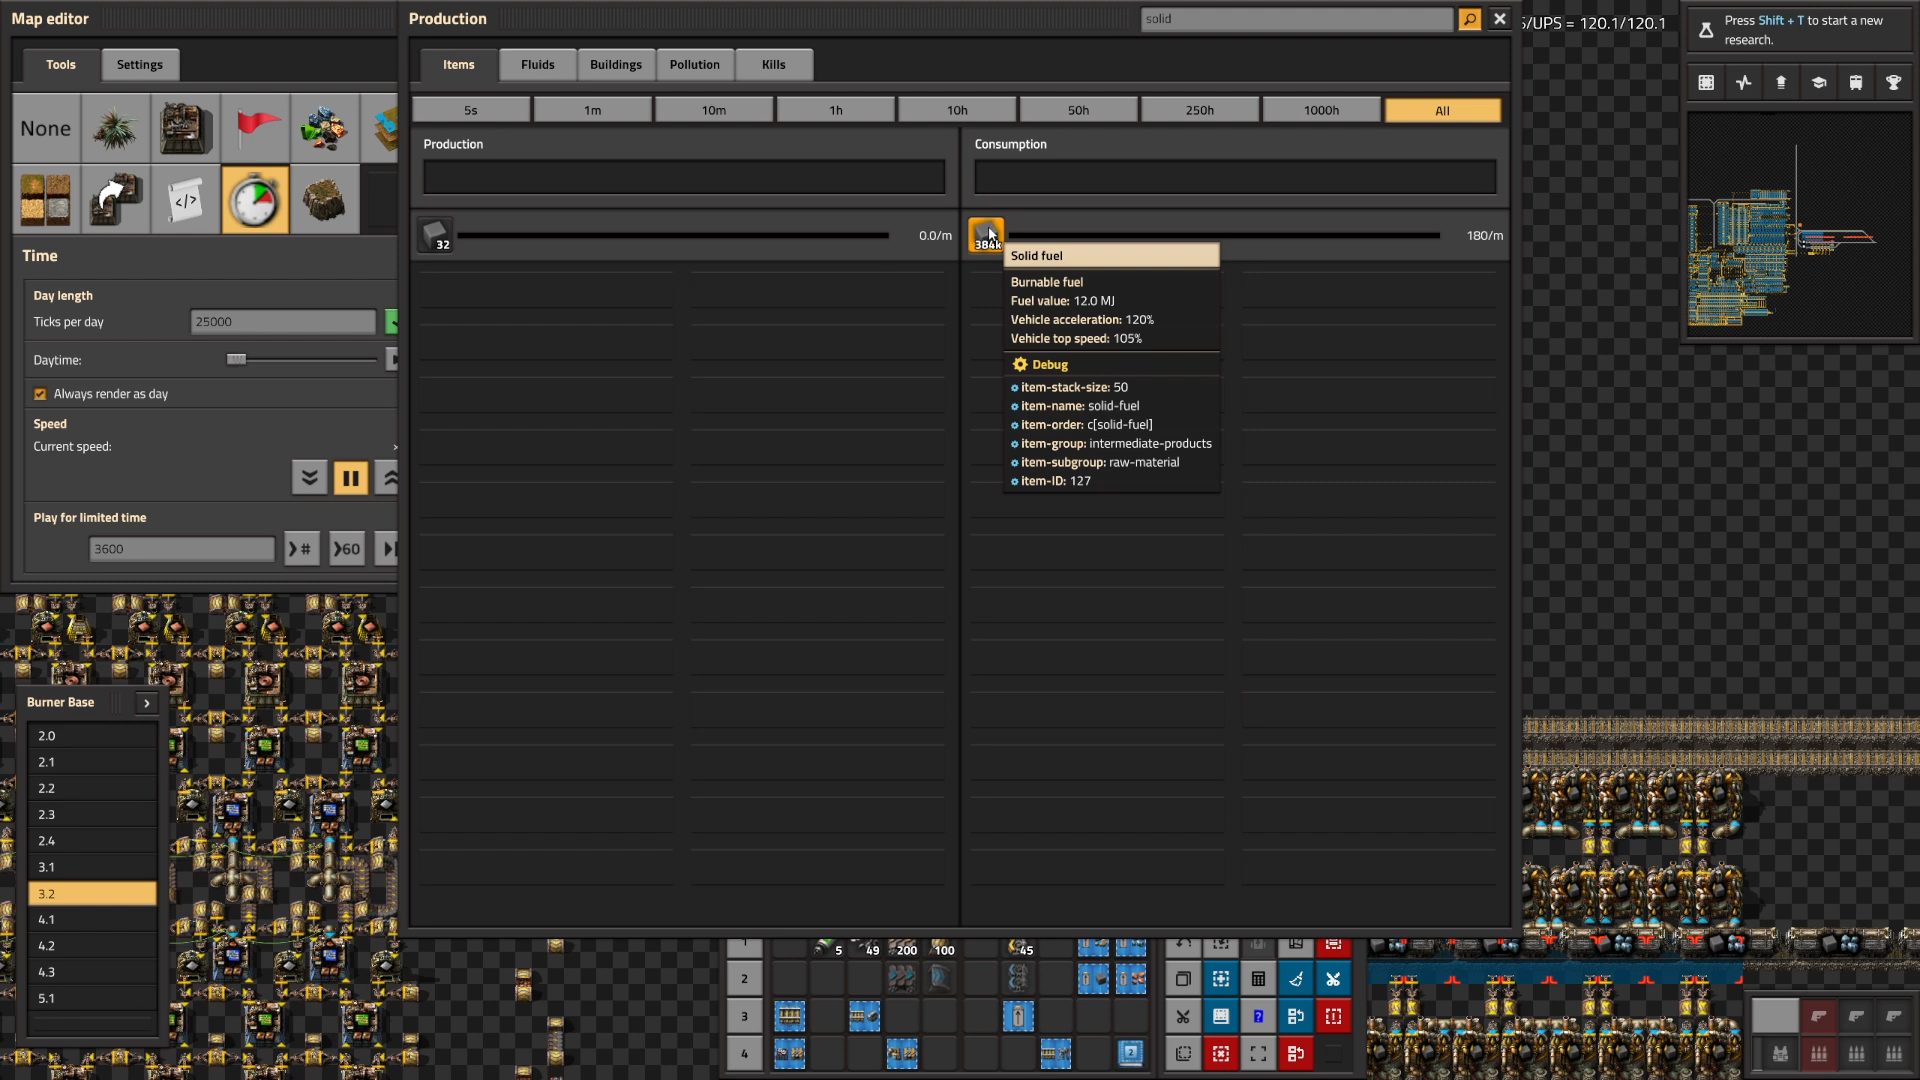 Map editor
Tools
Settings
None
</>
Time
Day length
Ticks per day
25000
Daytime:
Always render as day
Speed
Current speed:
Play for limited time
3600
#
60
Burner Base
2.0
2.1
2.2
2.3
2.4
3.1
3.2
4.1
4.2
4.3
5.1
Production
solid
Items
Fluids
Buildings
Pollution
Kills
5s
1m
10m
1h
10h
50h
250h
1000h
All
Production
Consumption
32
0.0/m
384k
180/m
Solid fuel
Burnable fuel
Fuel value: 12.0 MJ
Vehicle acceleration: 120%
Vehicle top speed: 105%
Debug
item-stack-size: 50
item-name: solid-fuel
item-order: c[solid-fuel]
item-group: intermediate-products
item-subgroup: raw-material
item-ID: 127
/UPS = 120.1/120.1
Press Shift + T to start a new
research.
1
5
49
200
100
45
2
3
4
2